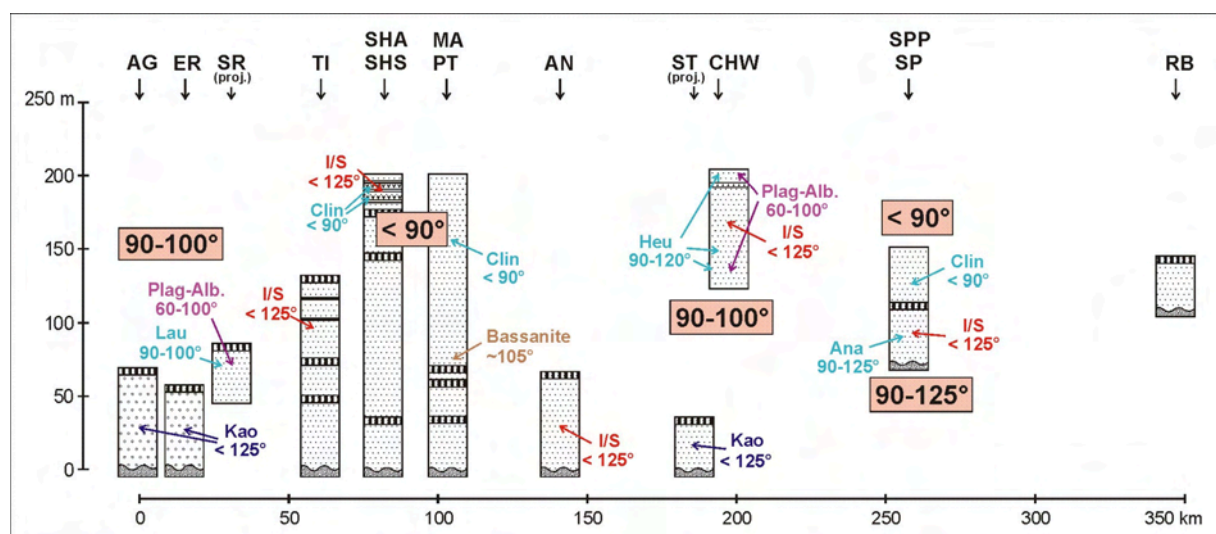 SHA MA SPP
AG ER SR TI SHS PT AN ST CHW SP RB
(proj.) (proj.)
250 m
200
150
100
50
0
90-100°
Plag-Alb.
60-100°
Lau
90-100°
Kao
< 125°
I/S
< 125°
I/S
< 125°
Clin
< 90°
< 90°
Clin
< 90°
Bassanite
~105°
I/S
< 125°
Plag-Alb.
60-100°
I/S
< 125°
Heu
90-120°
90-100°
Kao
< 125°
< 90°
Clin
< 90°
Ana
90-125°
I/S
< 125°
90-125°
0 50 100 150 200 250 300 350 km